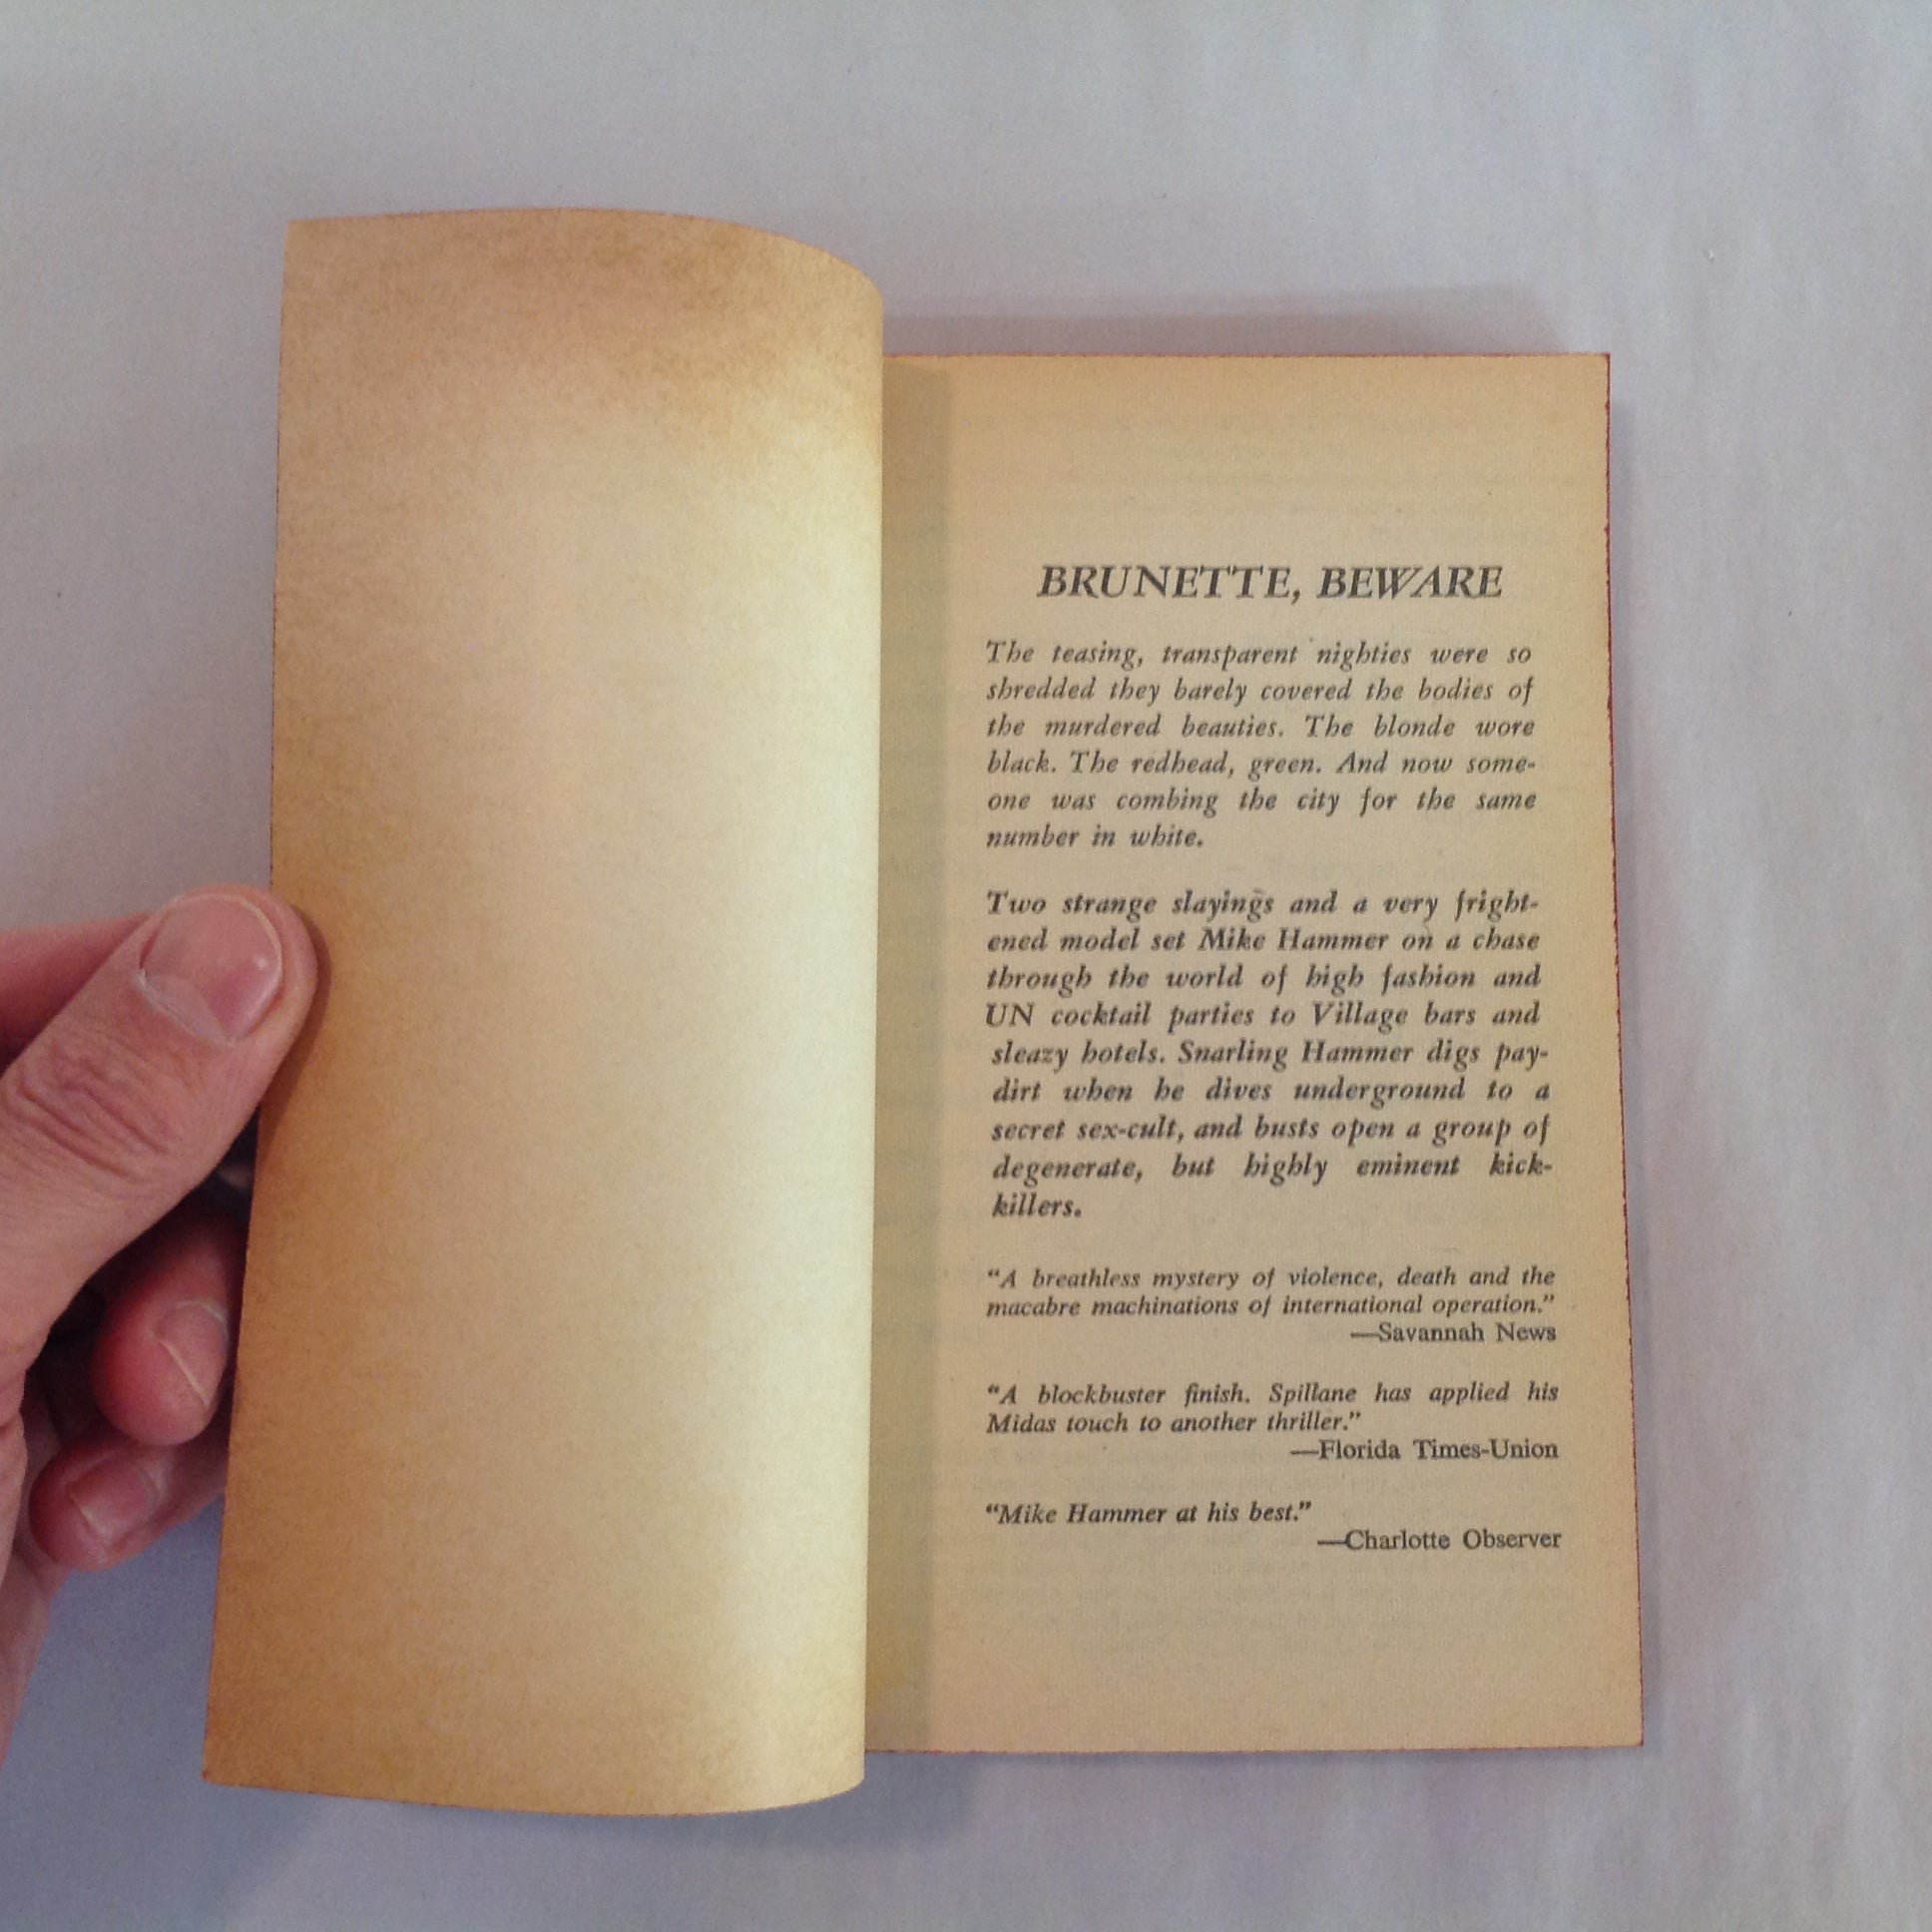 BRUNETTE, BEWARE
The teasing, transparent nighties were so
shredded they barely covered the bodies of
the murdered beauties. The blonde wore
black. The redhead, green. And now some-
one was combing the city for the same
number in white.
Two strange slayings and a very fright-
ened model set Mike Hammer on a chase
through the world of high fashion and
UN cocktail parties to Village bars and
sleazy hotels. Snarling Hammer digs pay-
dirt when he dives underground to a
secret sex-cult, and busts open a group of
degenerate, but highly eminent kick-
killers.
“A breathless mystery of violence, death and the
macabre machinations of international operation.”
—Savannah News
“A blockbuster finish. Spillane has applied his
Midas touch to another thriller.”
—Florida Times-Union
“Mike Hammer at his best.”
—Charlotte Observer